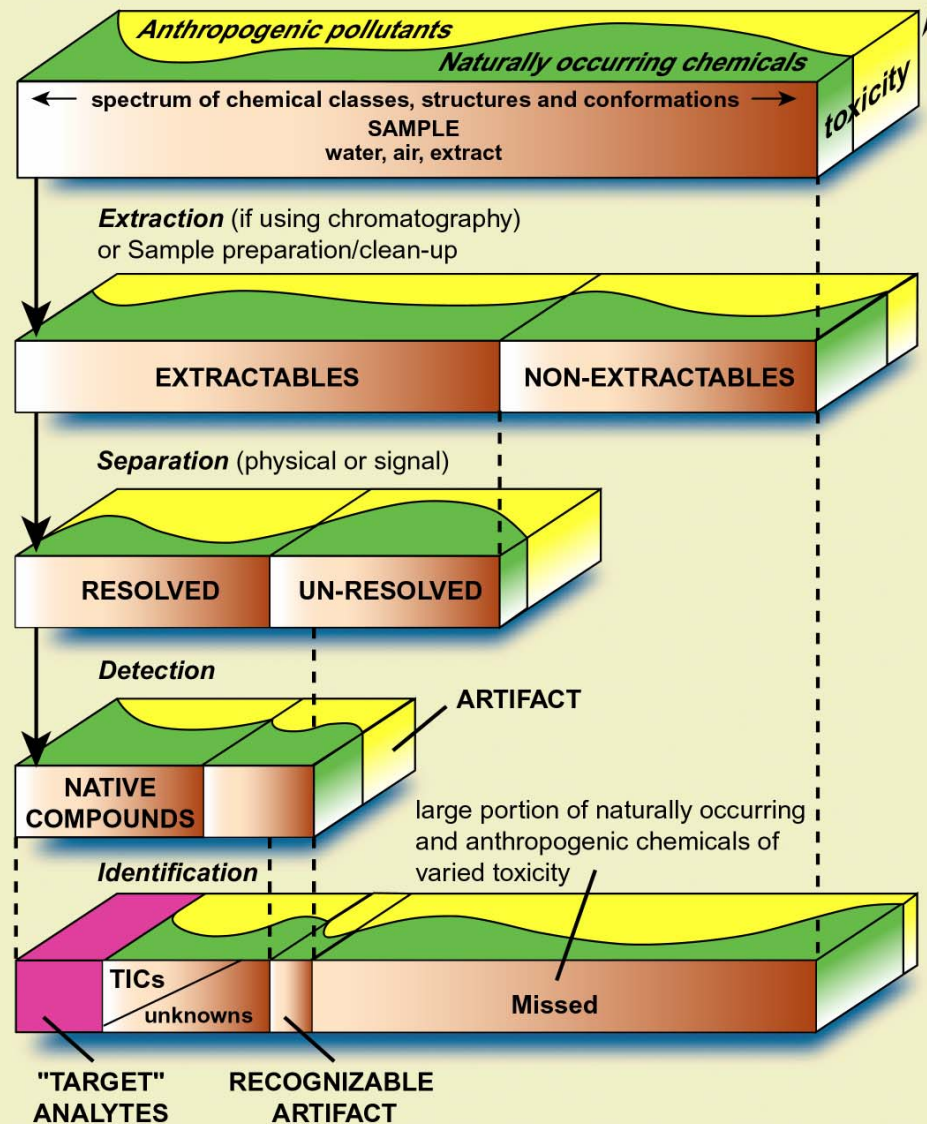 Anthropogenic pollutants
Naturally occurring chemicals
toxicity
spectrum of chemical classes, structures and conformations
SAMPLE
water, air, extract
Extraction (if using chromatography)
or Sample preparation/clean-up
EXTRACTABLES
NON-EXTRACTABLES
Separation (physical or signal)
RESOLVED
UN-RESOLVED
Detection
ARTIFACT
NATIVE
COMPOUNDS
large portion of naturally occurring
and anthropogenic chemicals of
varied toxicity
Identification
TICs
unknowns
Missed
"TARGET"
ANALYTES
RECOGNIZABLE
ARTIFACT